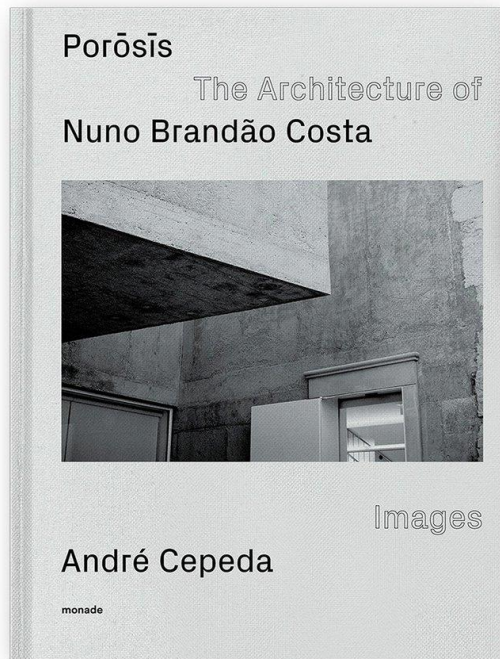 Porōsīs
The Architecture of
Nuno Brandão Costa
Images
André Cepeda
monade